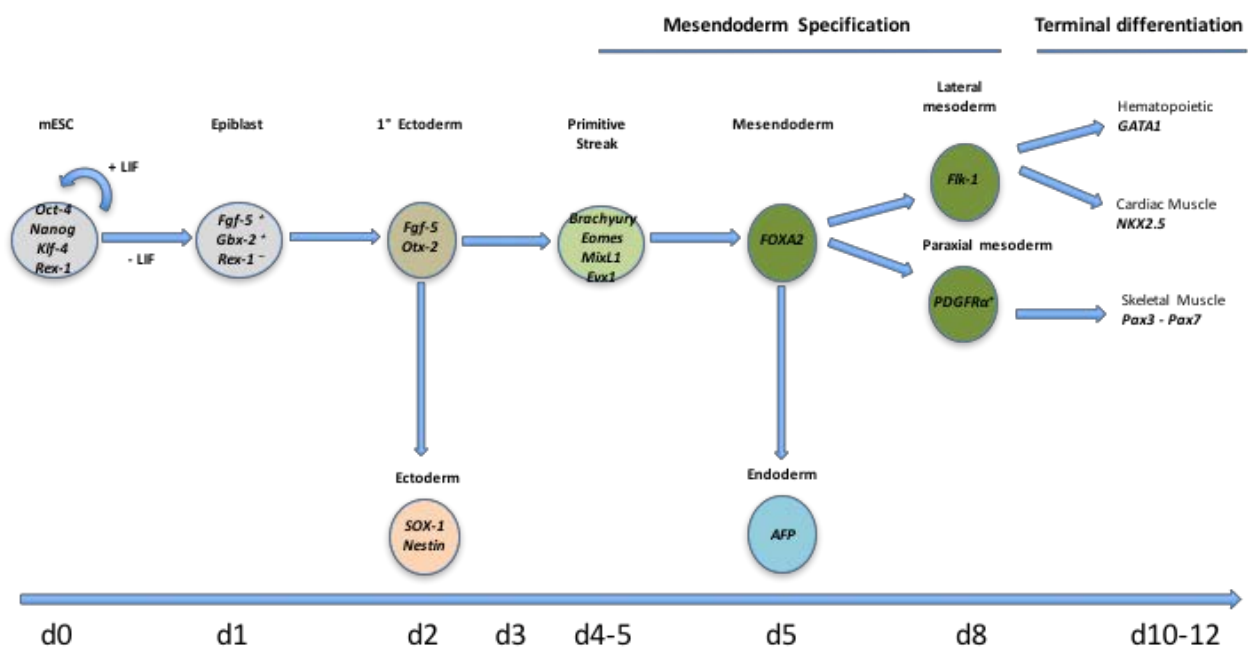 Mesendoderm Specification
Terminal differentiation
mESC
Epiblast
1° Ectoderm
Primitive
Streak
Mesendoderm
Lateral
mesoderm
Hematopoietic
GATA1
+ LIF
Oct-4
Nanog
Klf-4
Rex-1
- LIF
Fgf-5 +
Gbx-2 +
Rex-1 −
Fgf-5
Otx-2
Brachyury
Eomes
MixL1
Evx1
FOXA2
Flk-1
Cardiac Muscle
NKX2.5
Paraxial mesoderm
PDGFRα+
Skeletal Muscle
Pax3 - Pax7
Ectoderm
SOX-1
Nestin
Endoderm
AFP
d0
d1
d2
d3
d4-5
d5
d8
d10-12